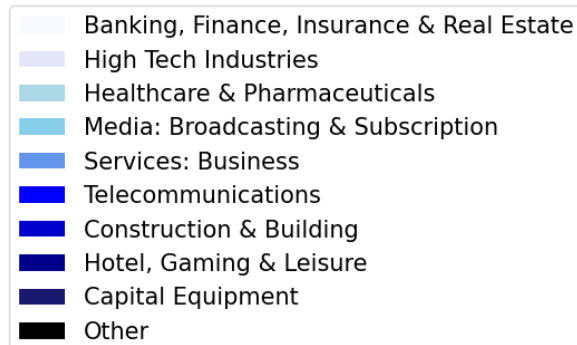 Banking, Finance, Insurance & Real Estate
High Tech Industries
Healthcare & Pharmaceuticals
Media: Broadcasting & Subscription
Services: Business
Telecommunications
Construction & Building
Hotel, Gaming & Leisure
Capital Equipment
Other